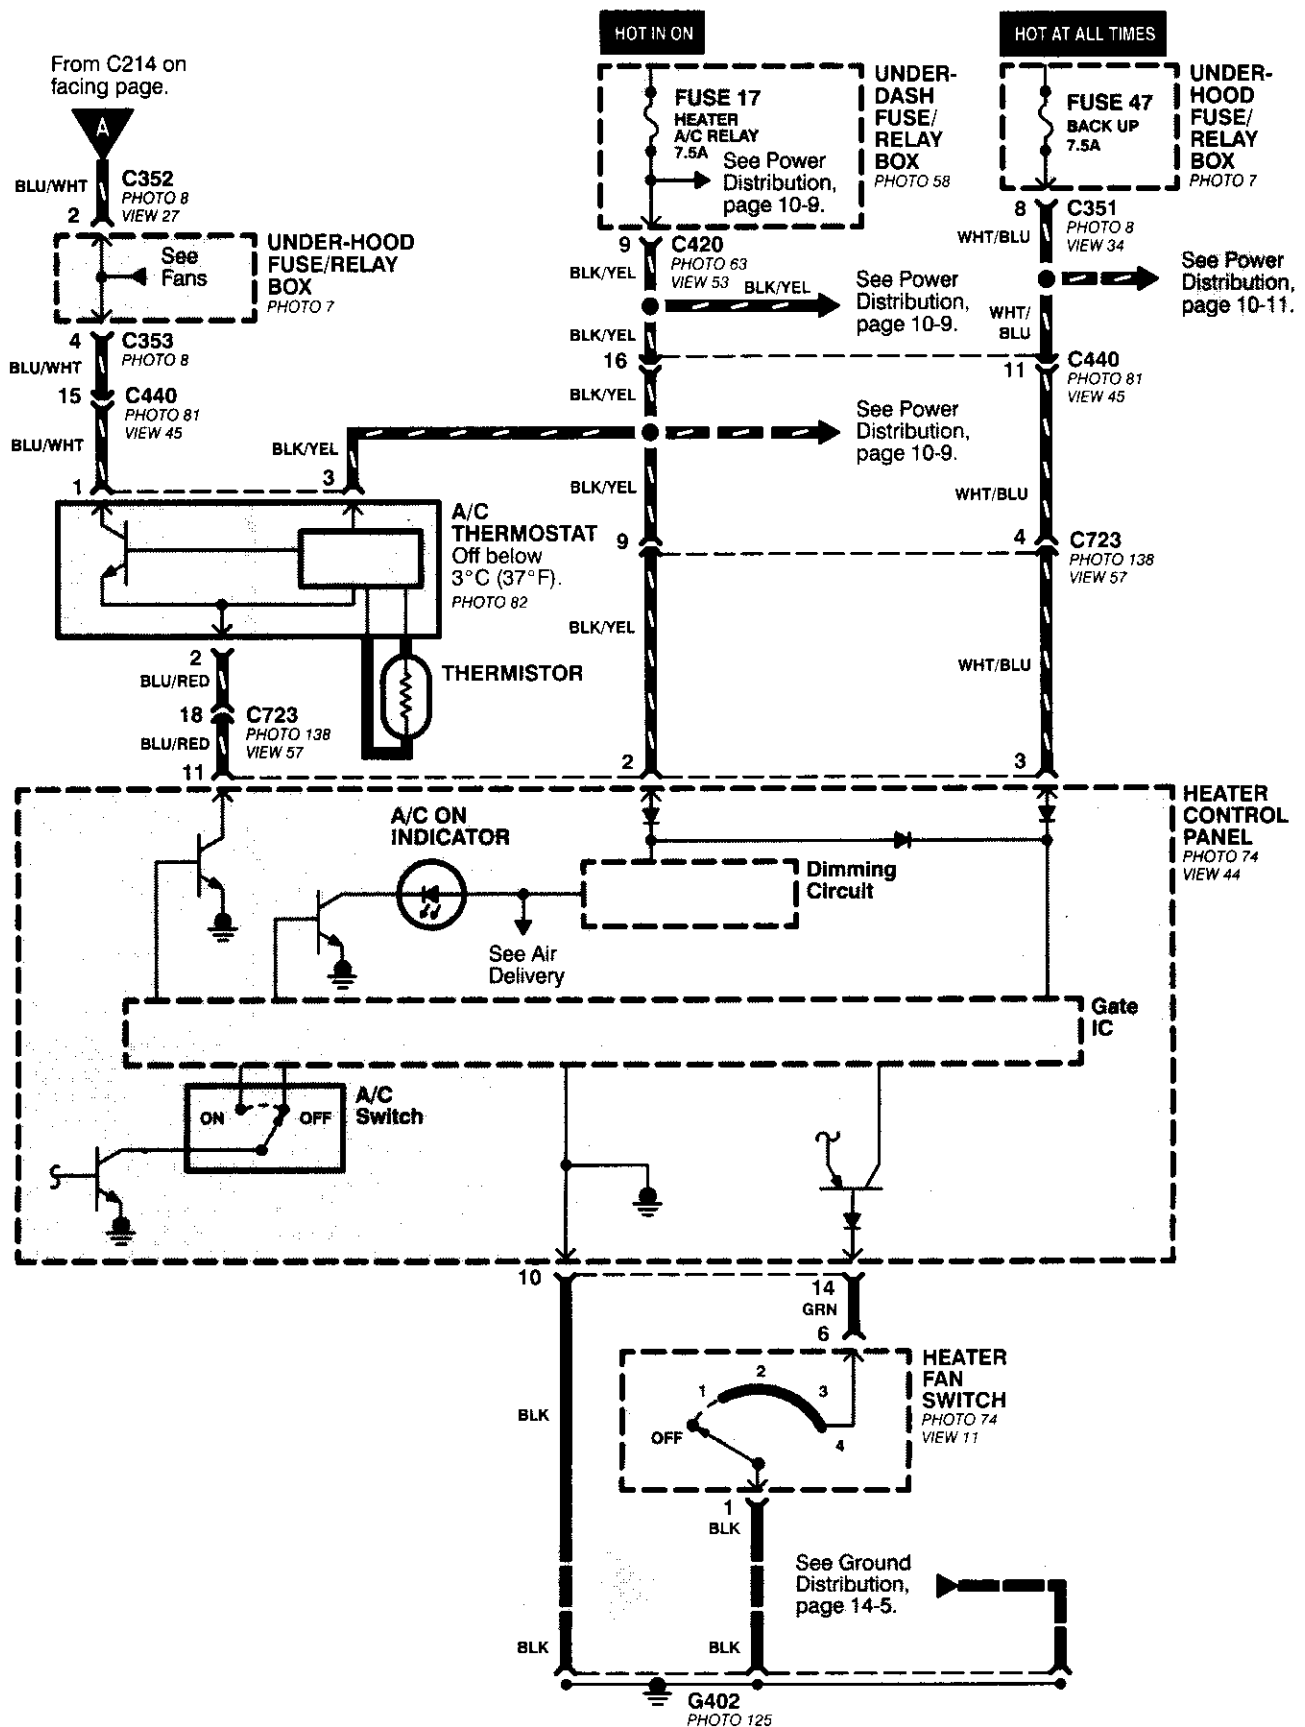 HOT IN ON
HOT AT ALL TIMES
From C214 on
facing page.
A
BLU/WHT
C352
PHOTO 8
VIEW 27
2
See
Fans
UNDER-HOOD
FUSE/RELAY
BOX
PHOTO 7
4
C353
PHOTO 8
BLU/WHT
15
C440
PHOTO 81
VIEW 45
BLU/WHT
1
FUSE 17
HEATER
A/C RELAY
7.5A
See Power
Distribution,
page 10-9.
UNDER-
DASH
FUSE/
RELAY
BOX
PHOTO 58
FUSE 47
BACK UP
7.5A
UNDER-
HOOD
FUSE/
RELAY
BOX
PHOTO 7
9
C420
PHOTO 63
VIEW 53
BLK/YEL
BLK/YEL
See Power
Distribution,
page 10-9.
BLK/YEL
16
BLK/YEL
8
C351
PHOTO 8
VIEW 34
WHT/BLU
See Power
Distribution,
page 10-11.
WHT/
BLU
11
C440
PHOTO 81
VIEW 45
BLK/YEL
3
See Power
Distribution,
page 10-9.
BLK/YEL
WHT/BLU
A/C
THERMOSTAT
Off below
3°C (37°F).
PHOTO 82
9
4
C723
PHOTO 138
VIEW 57
BLK/YEL
WHT/BLU
2
BLU/RED
THERMISTOR
18
C723
PHOTO 138
VIEW 57
BLU/RED
11
2
3
HEATER
CONTROL
PANEL
PHOTO 74
VIEW 44
A/C ON
INDICATOR
Dimming
Circuit
See Air
Delivery
Gate
IC
ON
OFF
A/C
Switch
10
14
GRN
6
HEATER
FAN
SWITCH
PHOTO 74
VIEW 11
1
2
3
4
OFF
BLK
1
BLK
See Ground
Distribution,
page 14-5.
BLK
BLK
G402
PHOTO 125